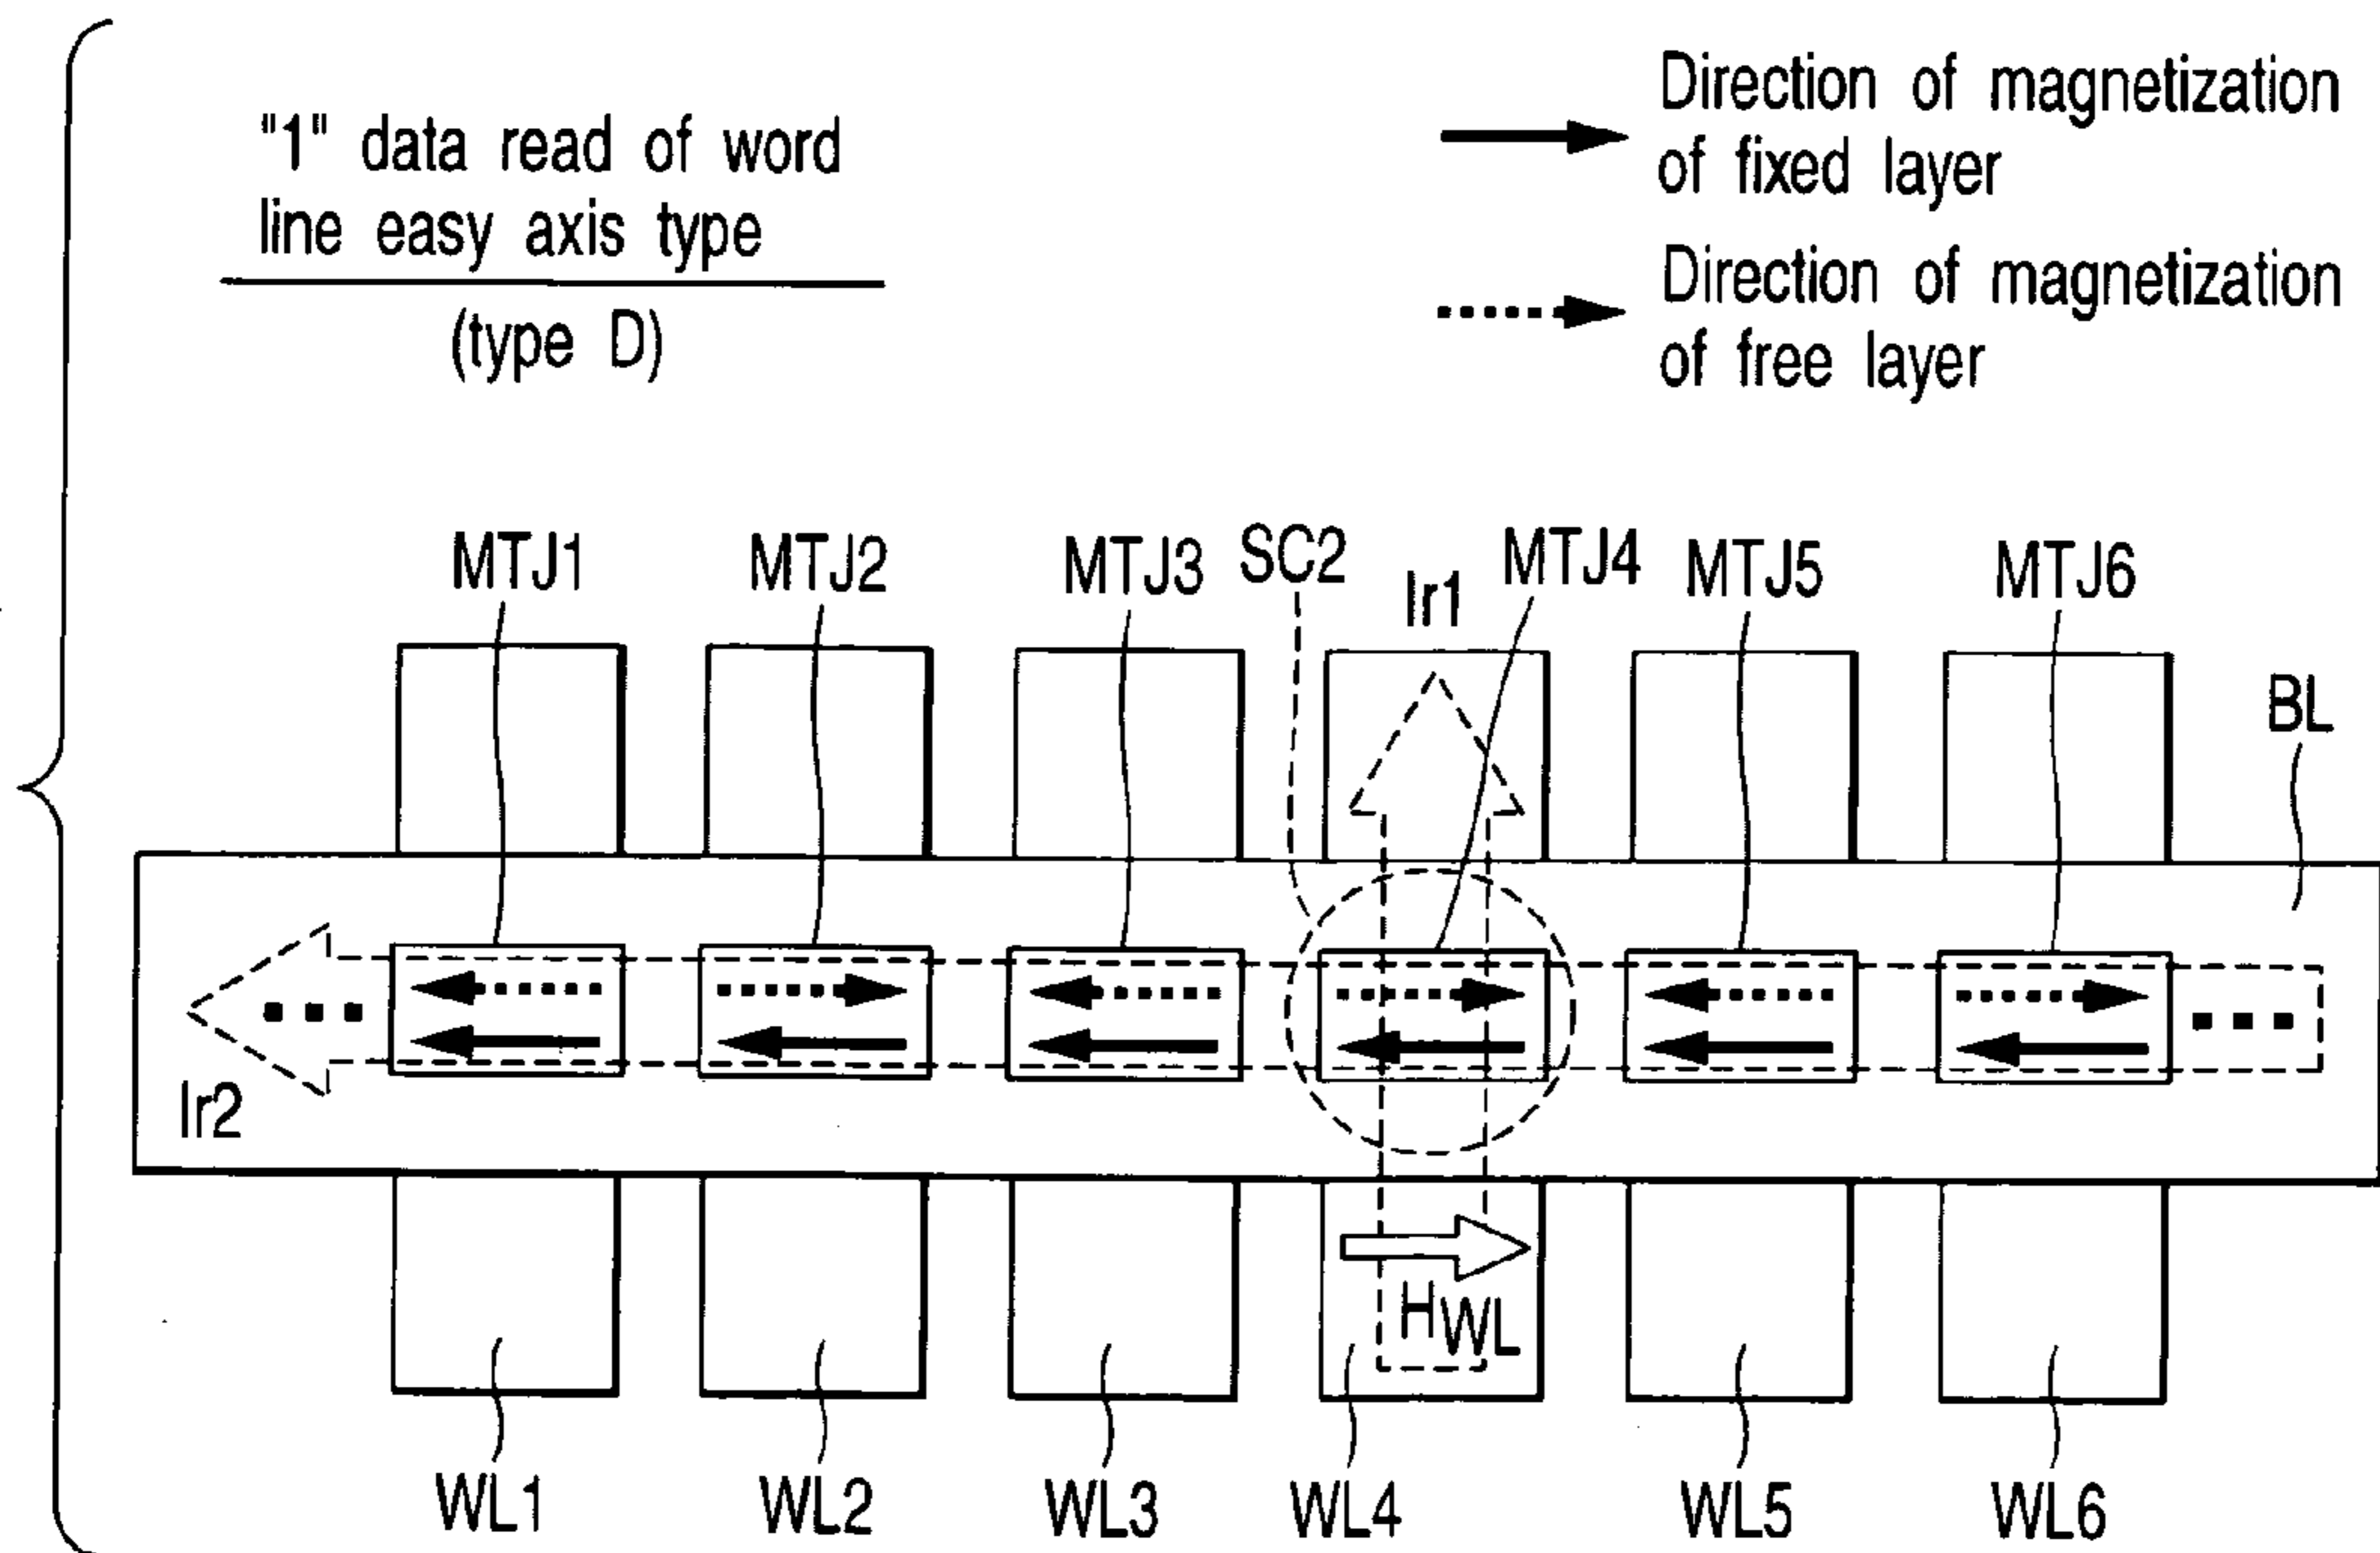 "1" data read of word
line easy axis type
(type D)
Direction of magnetization
of fixed layer
Direction of magnetization
of free layer
MTJ1
MTJ2
MTJ3
SC2
Ir1
MTJ4
MTJ5
MTJ6
BL
Ir2
HWL
WL1
WL2
WL3
WL4
WL5
WL6